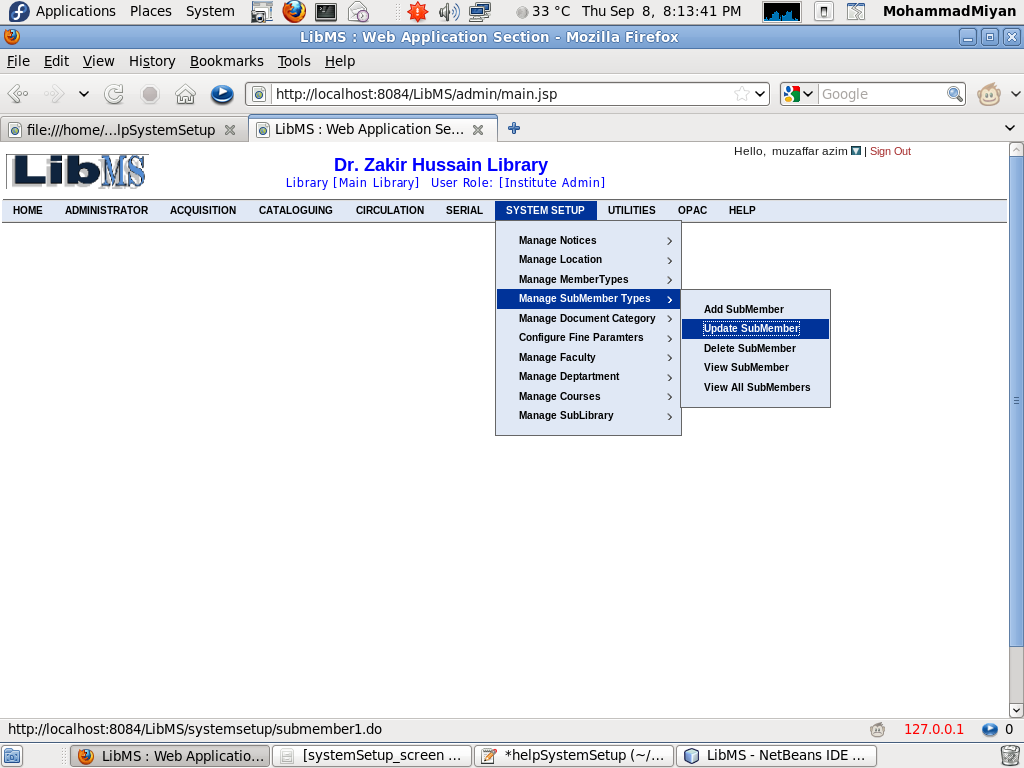 Applications Places System 33 °C Thu Sep 8, 8:13:41 PM MohammadMiyan
LibMS : Web Application Section - Mozilla Firefox
File Edit View History Bookmarks Tools Help
http://localhost:8084/LibMS/admin/main.jsp Google
file:///home/...lpSystemSetup LibMS : Web Application Se...
Hello, muzaffar azim | Sign Out
LibMS
Dr. Zakir Hussain Library
Library [Main Library] User Role: [Institute Admin]
HOME ADMINISTRATOR ACQUISITION CATALOGUING CIRCULATION SERIAL SYSTEM SETUP UTILITIES OPAC HELP
Manage Notices
Manage Location
Manage MemberTypes
Manage SubMember Types
Manage Document Category
Configure Fine Paramters
Manage Faculty
Manage Deptartment
Manage Courses
Manage SubLibrary
Add SubMember
Update SubMember
Delete SubMember
View SubMember
View All SubMembers
http://localhost:8084/LibMS/systemsetup/submember1.do 127.0.0.1 0
LibMS : Web Applicatio... [systemSetup_screen ... *helpSystemSetup (~/... LibMS - NetBeans IDE ...